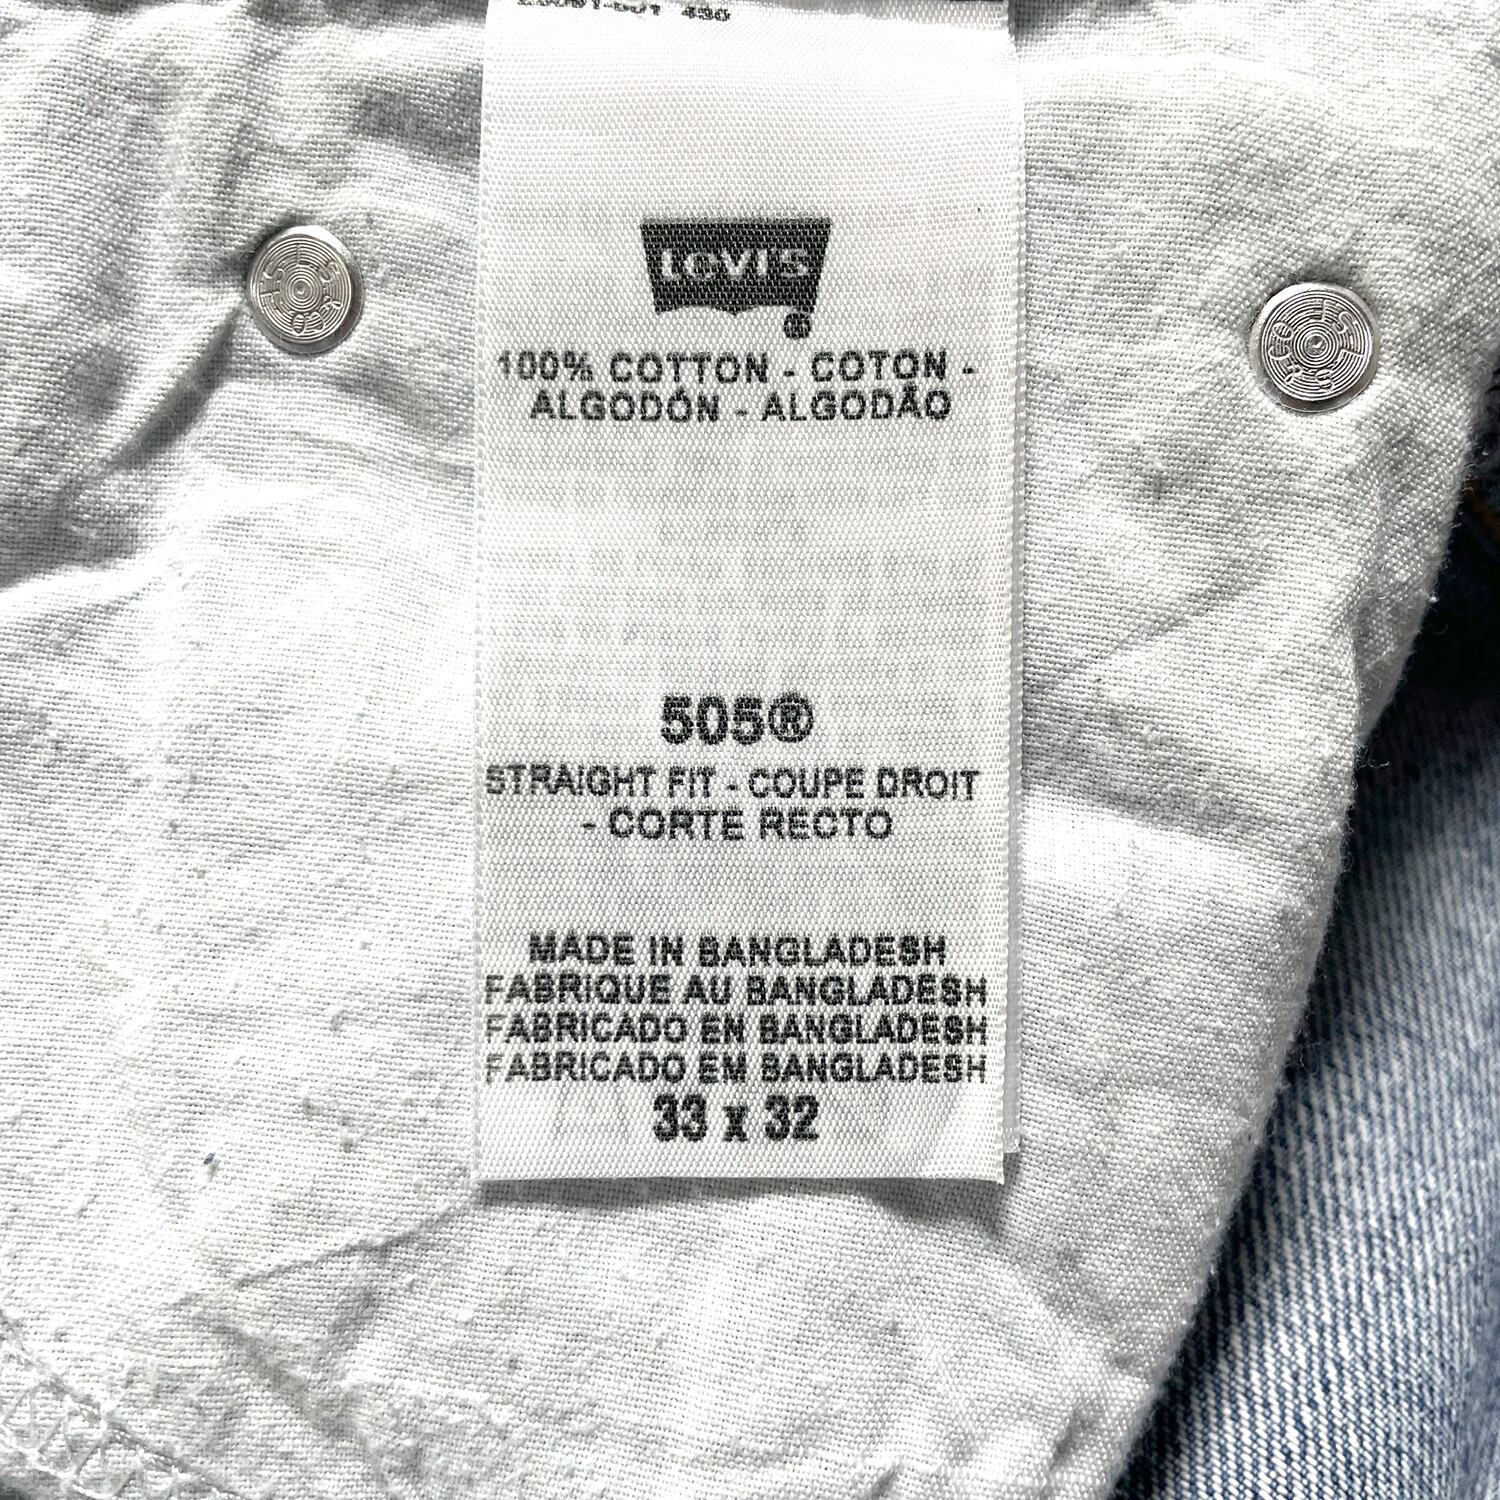 LEVI'S
®
100% COTTON - COTON -
ALGODÓN - ALGODÃO
505®
STRAIGHT FIT - COUPE DROIT
- CORTE RECTO
MADE IN BANGLADESH
FABRIQUE AU BANGLADESH
FABRICADO EN BANGLADESH
FABRICADO EN BANGLADESH
33 x 32